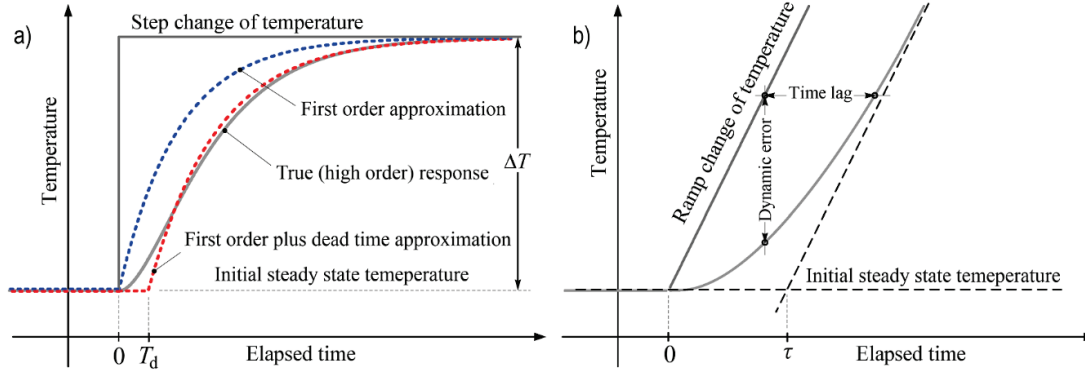 a)
Step change of temperature
Temperature
First order approximation
True (high order) response
ΔT
First order plus dead time approximation
Initial steady state temeperature
0
T_d
Elapsed time
b)
Temperature
Ramp change of temperature
Time lag
Dynamic error
Initial steady state temeperature
0
τ
Elapsed time